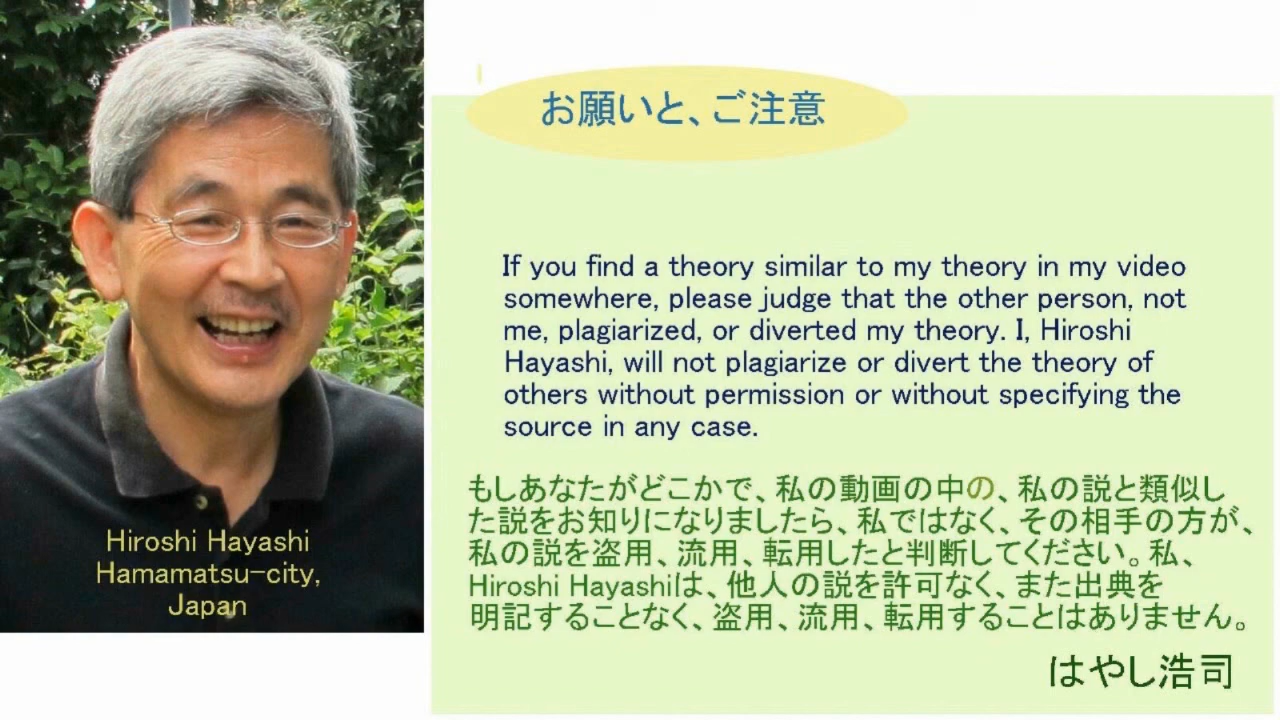 お願いと、ご注意
If you find a theory similar to my theory in my video
somewhere, please judge that the other person, not
me, plagiarized, or diverted my theory. I, Hiroshi
Hayashi, will not plagiarize or divert the theory of
others without permission or without specifying the
source in any case.
もしあなたがどこかで、私の動画の中の、私の説と類似し
た説をお知りになりましたら、私ではなく、その相手の方が、
私の説を盗用、流用、転用したと判断してください。私、
Hiroshi Hayashiは、他人の説を許可なく、また出典を
明記することなく、盗用、流用、転用することはありません。
はやし浩司
Hiroshi Hayashi
Hamamatsu-city,
Japan